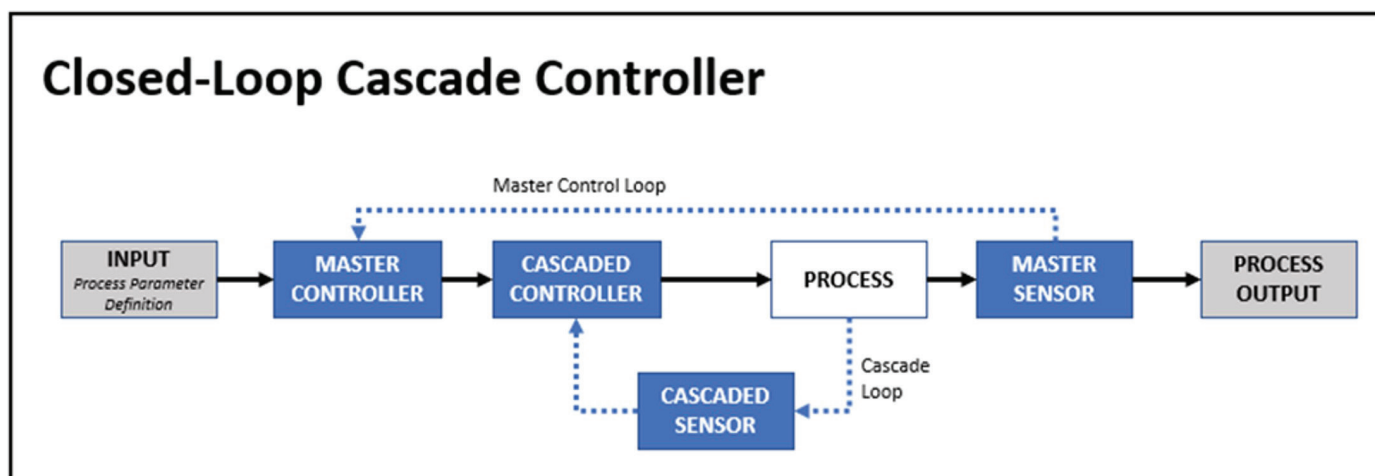 Closed-Loop Cascade Controller
Master Control Loop
INPUT
Process Parameter
Definition
MASTER
CONTROLLER
CASCADED
CONTROLLER
PROCESS
MASTER
SENSOR
PROCESS
OUTPUT
Cascade
Loop
CASCADED
SENSOR